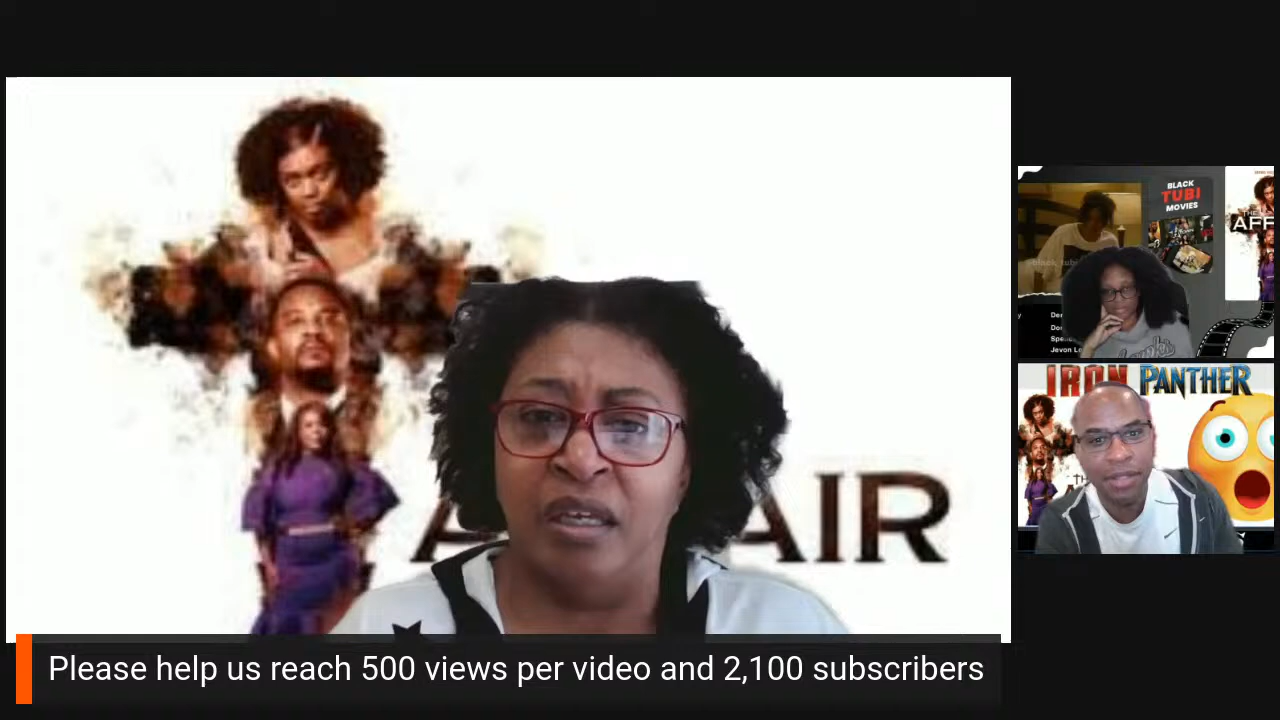 AIR
Please help us reach 500 views per video and 2,100 subscribers
BLACK
TUBI
MOVIES
AFF
Jevon
IRON PANTHER